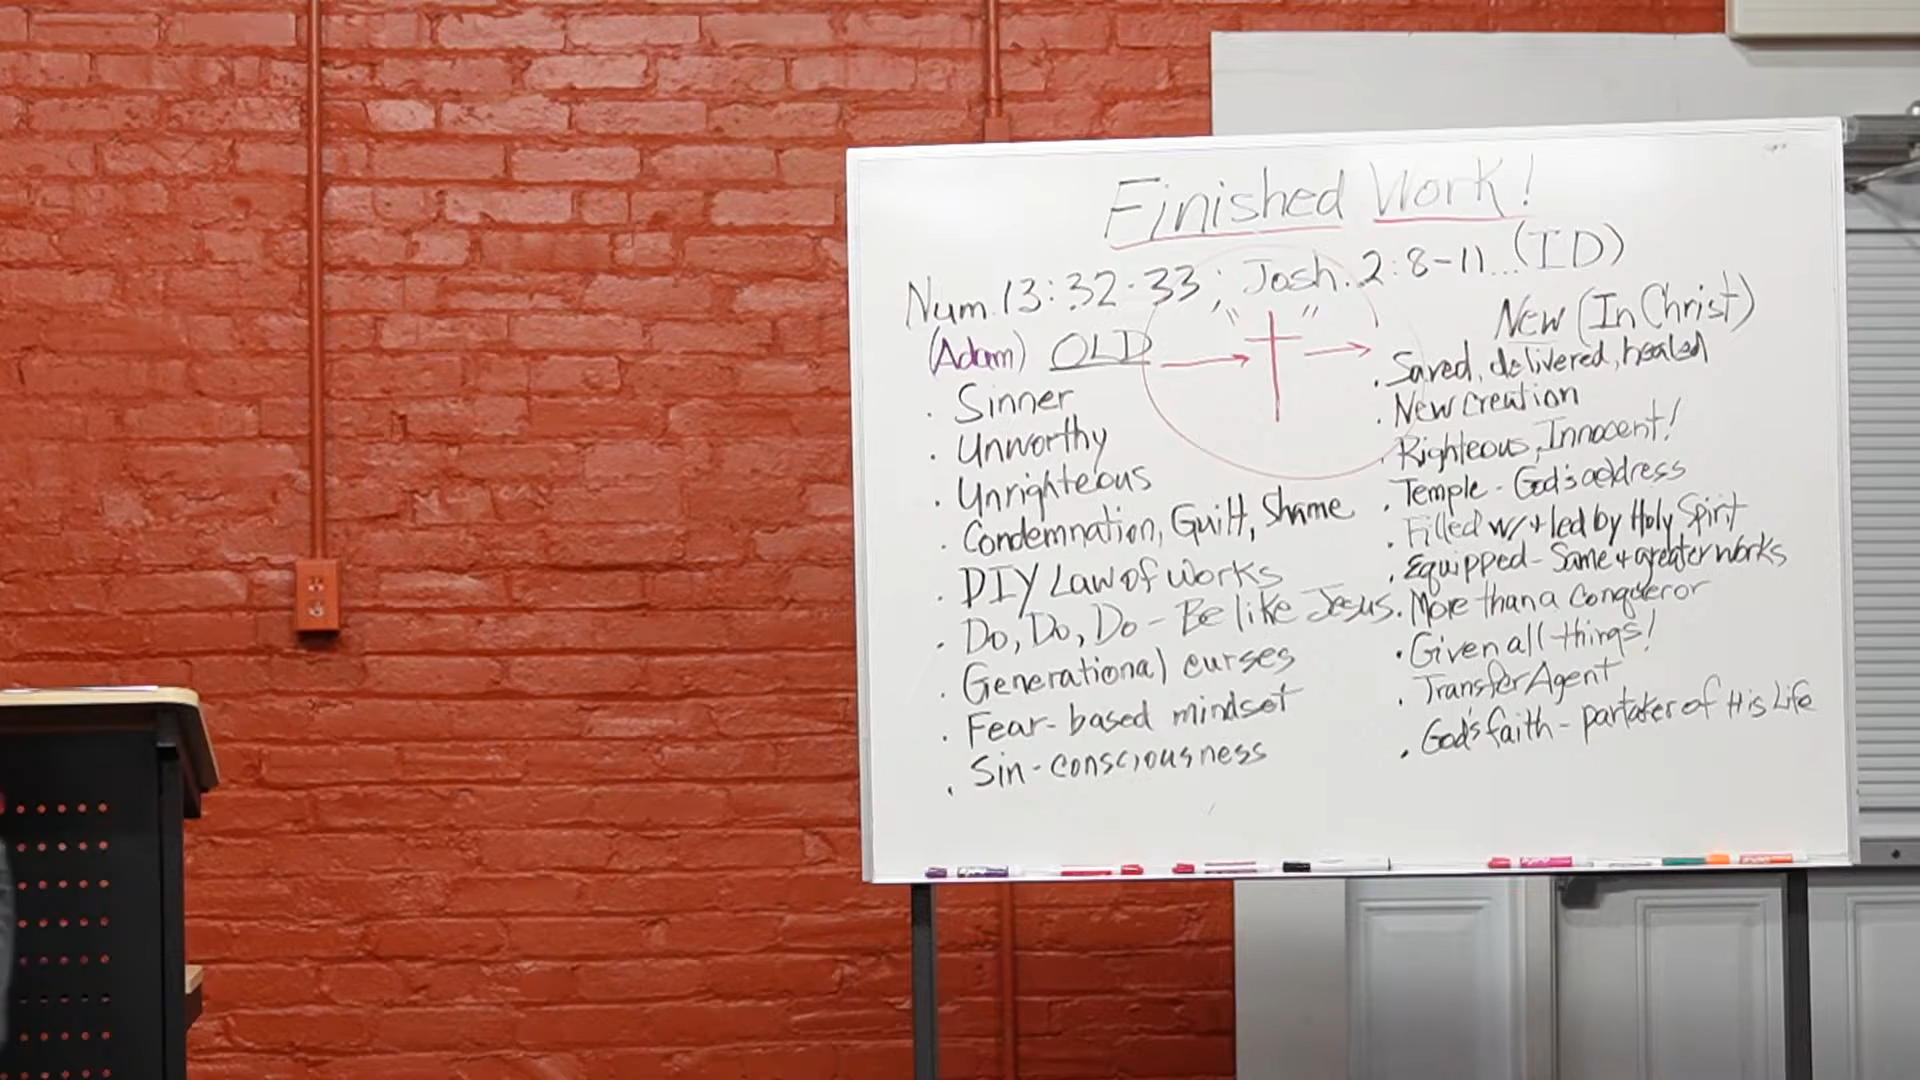 Finished Work!
Num. 13:32-33; Josh. 2:8-11...(ID)
(Adam) OLD
· Sinner
· Unworthy
· Unrighteous
· Condemnation, Guilt, Shame
· DIY Law of Works
· Do, Do, Do - Be like Jesus
· Generational curses
· Fear-based mindset
· Sin-consciousness
New (In Christ)
· Saved, delivered, healed
· New creation
· Righteous, Innocent!
· Temple - God's address
· Filled w/ + led by Holy Spirit
· Equipped - Same + greater works
· More than a conqueror
· Given all things!
· Transfer Agent
· God's faith - partaker of His Life